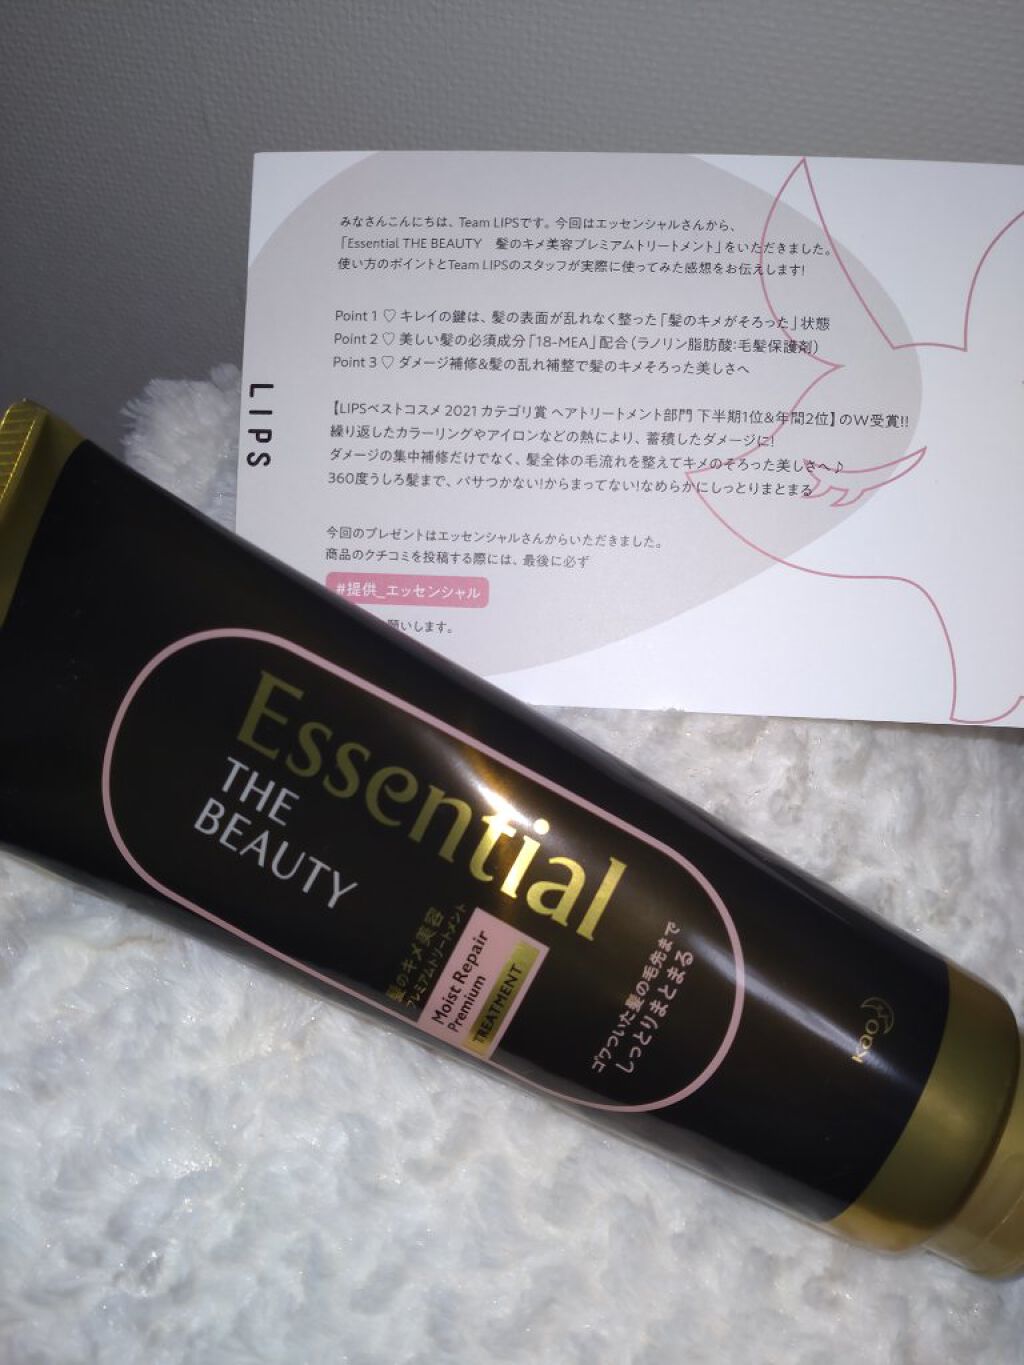 みなさんこんにちは、Team LIPSです。今回はエッセンシャルさんから、
「Essential THE BEAUTY　髪のキメ美容プレミアムトリートメント」をいただきました。
使い方のポイントとTeam LIPSのスタッフが実際に使ってみた感想をお伝えします!
Point 1 ♡ キレイの鍵は、髪の表面が乱れなく整った「髪のキメがそろった」状態
Point 2 ♡ 美しい髪の必須成分「18-MEA」配合（ラノリン脂肪酸:毛髪保護剤）
Point 3 ♡ ダメージ補修&髪の乱れ補整で髪のキメそろった美しさへ
【LIPSベストコスメ2021 カテゴリ賞 ヘアトリートメント部門 下半期1位&年間2位】のW受賞!!
繰り返したカラーリングやアイロンなどの熱により、蓄積したダメージに!
ダメージの集中補修だけでなく、髪全体の毛流れを整えてキメのそろった美しさへ♪
360度うしろ髪まで、パサつかない!からまってない!なめらかにしっとりまとまる
今回のプレゼントはエッセンシャルさんからいただきました。
商品のクチコミを投稿する際には、最後に必ず
#提供_エッセンシャル
願いします。
LIPS
Essential
THE
BEAUTY
髪のキメ美容
プレミアムトリートメント
Moist Repair
Premium
TREATMENT
ゴワついた髪の毛先まで
しっとりまとまる
Kao